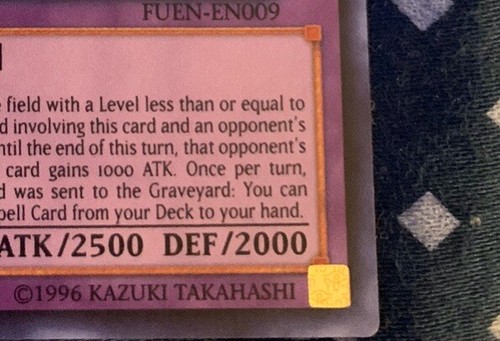 FUEN-EN009
field with a Level less than or equal to
involving this card and an opponent's
the end of this turn, that opponent's
card gains 1000 ATK. Once per turn,
was sent to the Graveyard: You can
Card from your Deck to your hand.
ATK/2500 DEF/2000
©1996 KAZUKI TAKAHASHI